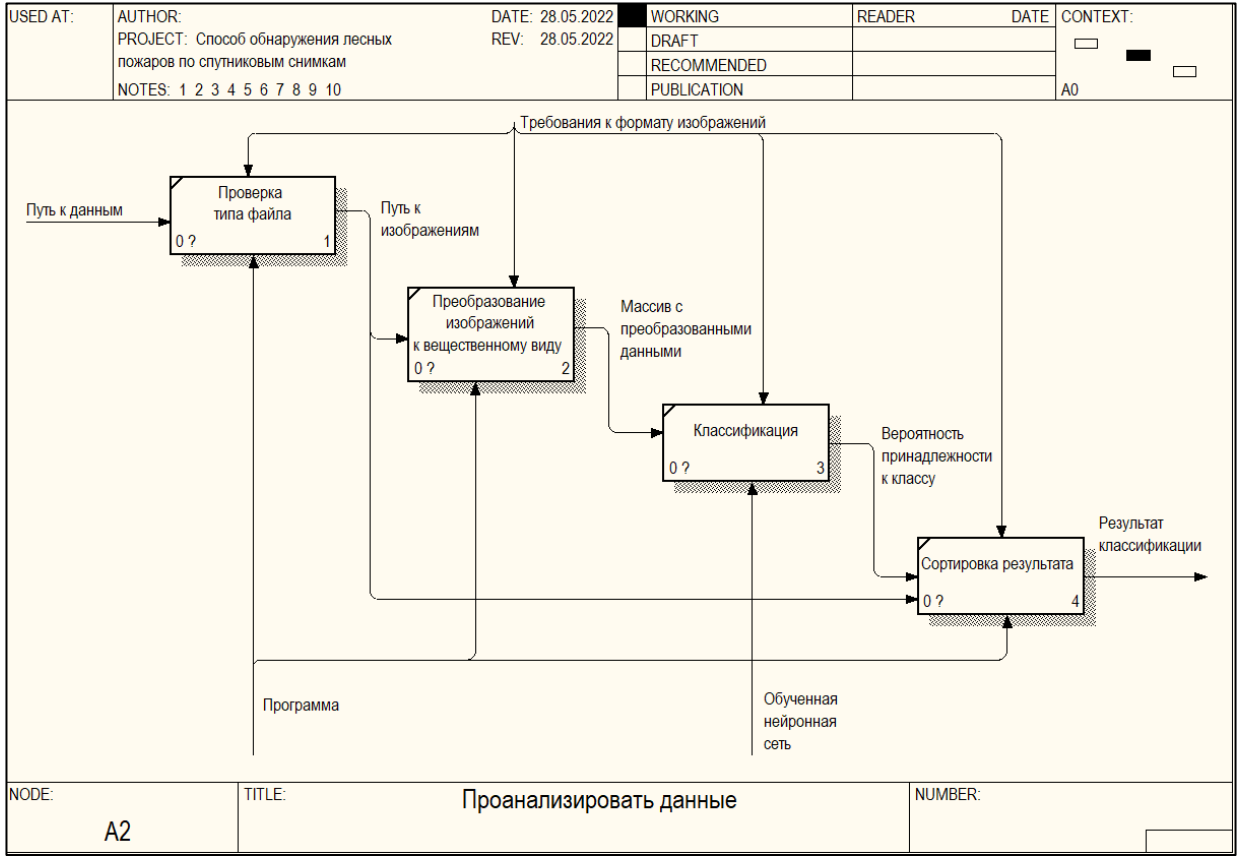 USED AT:
AUTHOR:
DATE: 28.05.2022
WORKING
READER
DATE
CONTEXT:
PROJECT: Способ обнаружения лесных
REV: 28.05.2022
DRAFT
пожаров по спутниковым снимкам
RECOMMENDED
NOTES: 1 2 3 4 5 6 7 8 9 10
PUBLICATION
A0
Требования к формату изображений
Проверка
типа файла
0 ?
1
Путь к данным
Путь к
изображениям
Преобразование
изображений
к вещественному виду
0 ?
2
Массив с
преобразованными
данными
Классификация
0 ?
3
Вероятность
принадлежности
к классу
Сортировка результата
0 ?
4
Результат
классификации
Программа
Обученная
нейронная
сеть
NODE:
A2
TITLE:
Проанализировать данные
NUMBER: